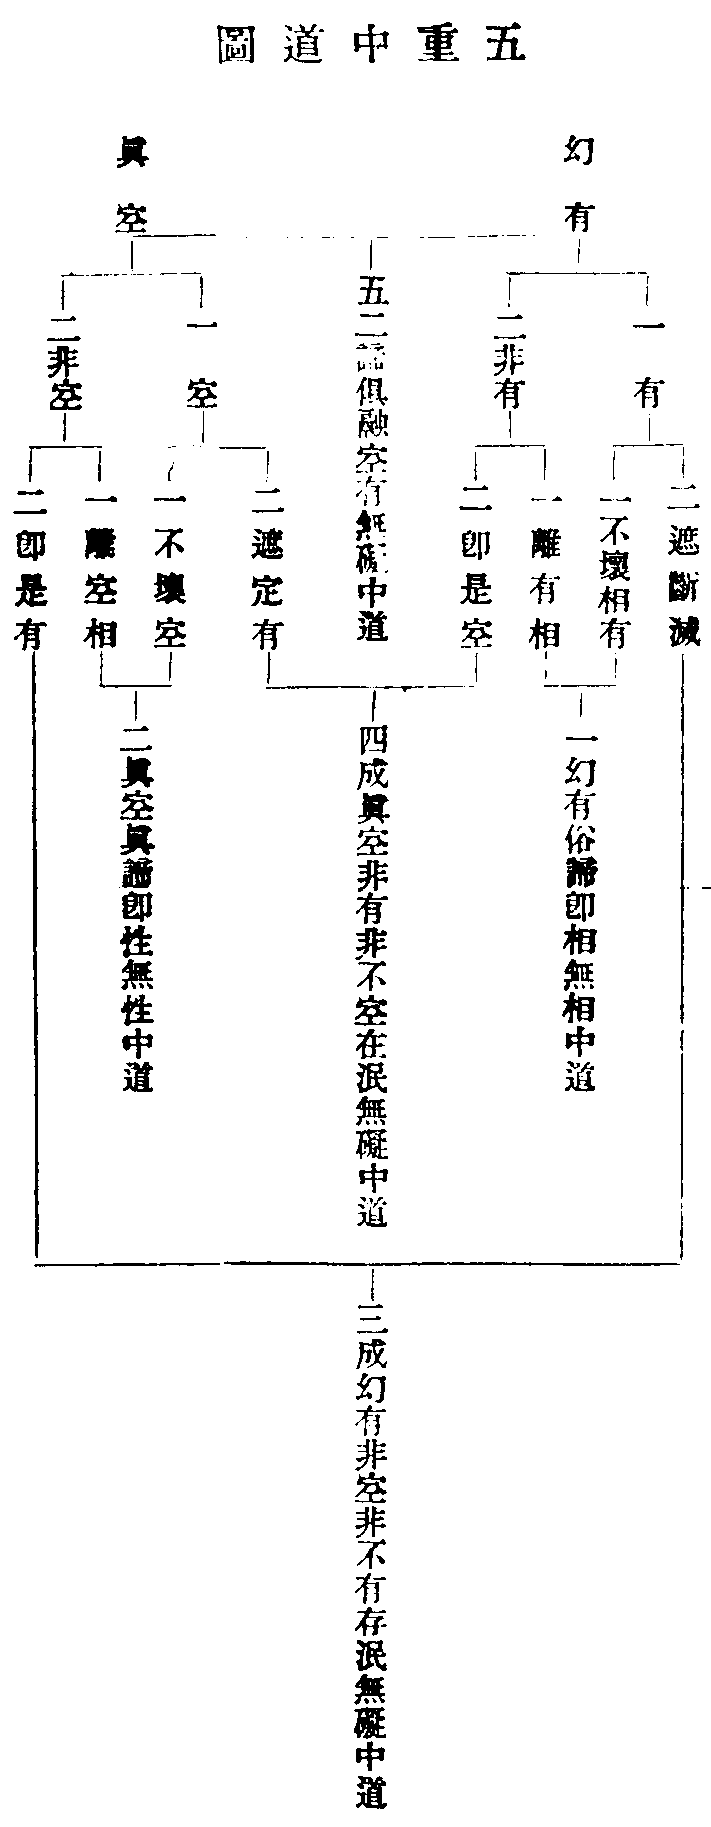 五重中道圖
幻有
眞空
一有
二非有
五二諦俱融空有無礙中道
一空
二非空
二遮斷滅
一不壞相有
一離有相
二卽是空
二遮定有
一不壞空
一離空相
二卽是有
一幻有俗諦卽相無相中道
四成眞空非有非不空在泯無礙中道
二眞空眞諦卽性無性中道
三成幻有非空非不有存泯無礙中道